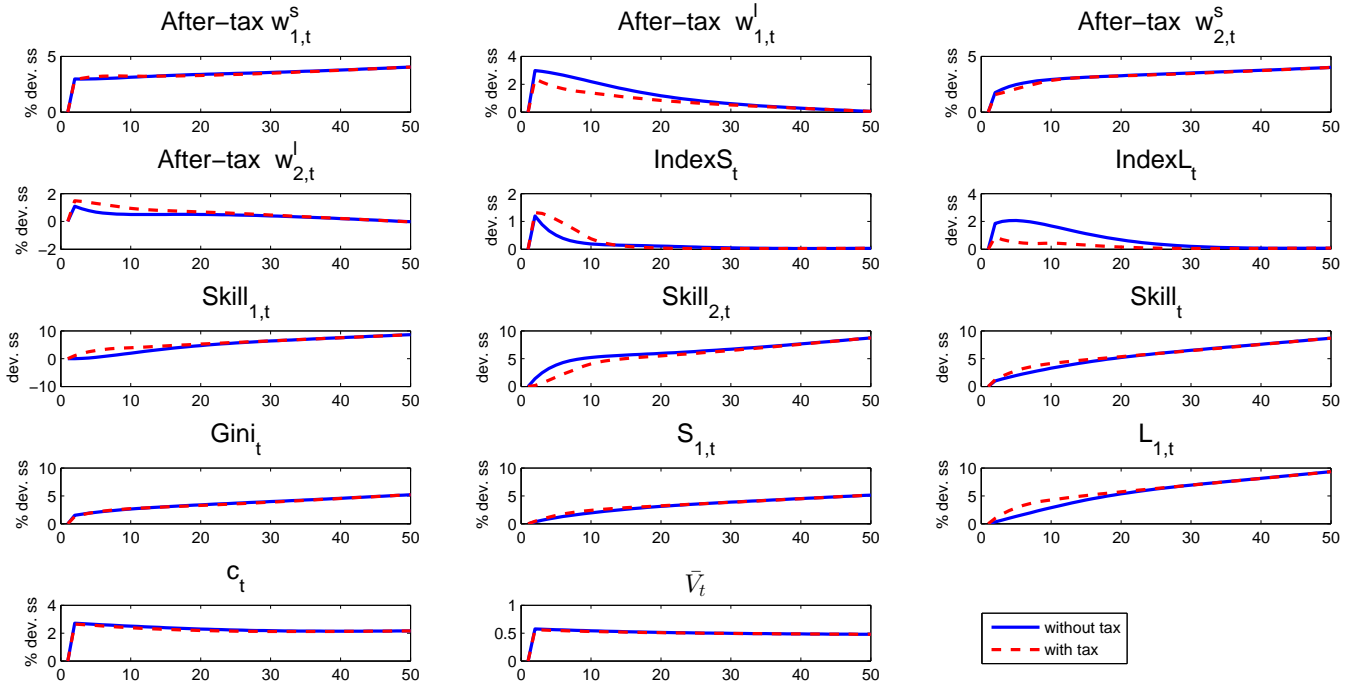 After−tax w^s_{1,t}
After−tax w^l_{1,t}
After−tax w^s_{2,t}
% dev. ss
5
0
0 10 20 30 40 50
% dev. ss
4
2
0
0 10 20 30 40 50
% dev. ss
5
0
0 10 20 30 40 50
After−tax w^l_{2,t}
IndexS_t
IndexL_t
% dev. ss
2
0
−2
0 10 20 30 40 50
dev. ss
2
1
0
0 10 20 30 40 50
dev. ss
4
2
0
0 10 20 30 40 50
Skill_{1,t}
Skill_{2,t}
Skill_t
dev. ss
10
0
−10
0 10 20 30 40 50
dev. ss
10
5
0
0 10 20 30 40 50
dev. ss
10
5
0
0 10 20 30 40 50
Gini_t
S_{1,t}
L_{1,t}
% dev. ss
10
5
0
0 10 20 30 40 50
% dev. ss
10
5
0
0 10 20 30 40 50
% dev. ss
10
5
0
0 10 20 30 40 50
c_t
V̄_t
% dev. ss
4
2
0
0 10 20 30 40 50
% dev. ss
1
0.5
0
0 10 20 30 40 50
without tax
with tax